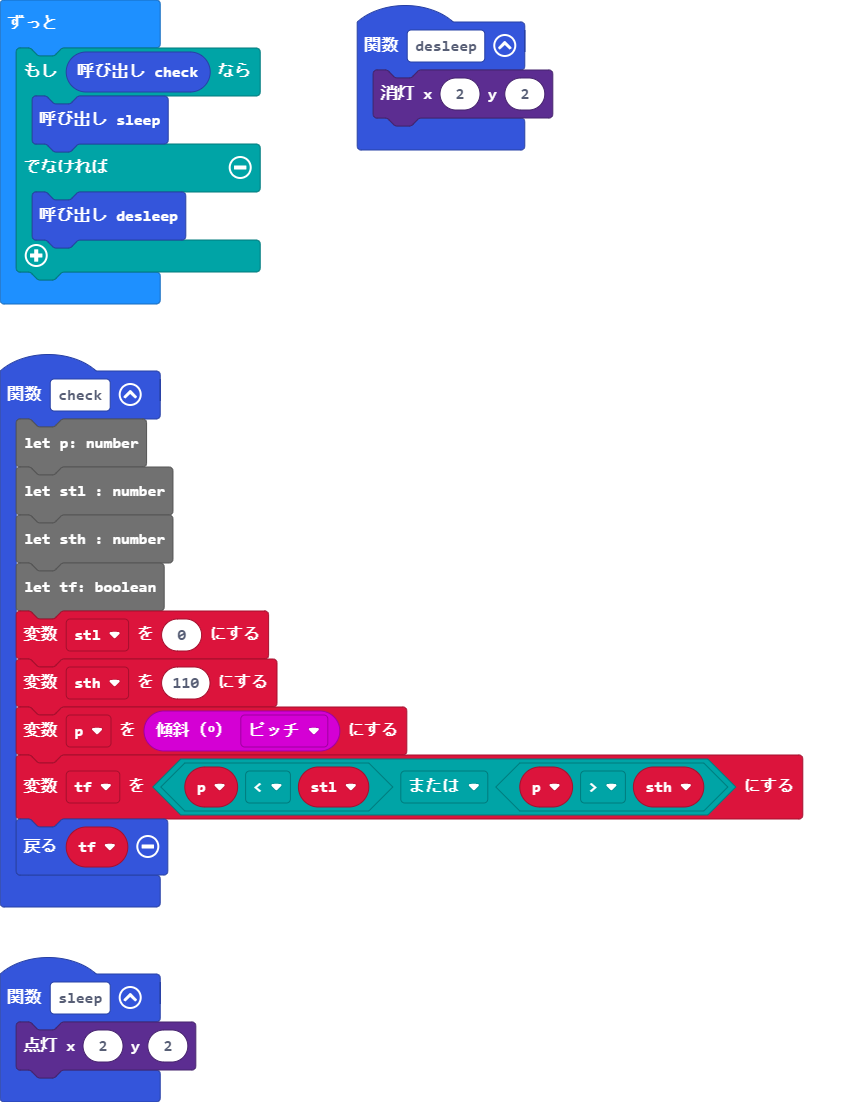 ずっと
もし 呼び出し check なら
呼び出し sleep
でなければ
呼び出し desleep
関数 desleep
消灯 x 2 y 2
関数 check
let p: number
let stl : number
let sth : number
let tf: boolean
変数 stl を 0 にする
変数 sth を 110 にする
変数 p を 傾斜 (º) ピッチ にする
変数 tf を p < stl または p > sth にする
戻る tf
関数 sleep
点灯 x 2 y 2